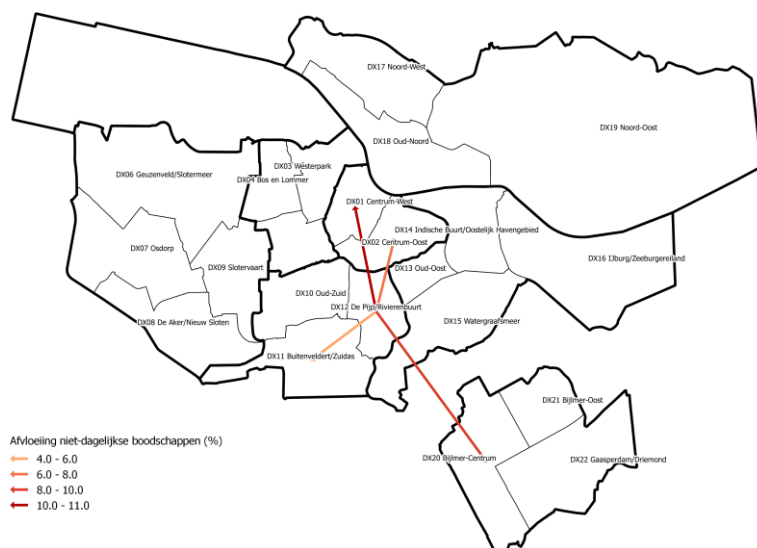 DX17 Noord-West
DX19 Noord-Oost
DX18 Oud-Noord
DX03 Westerpark
DX06 Geuzenveld/Slotermeer
DX04 Bos en Lommer
DX01 Centrum-West
DX14 Indische Buurt/Oostelijk Havengebied
DX02 Centrum-Oost
DX07 Osdorp
DX16 IJburg/Zeeburgereiland
DX13 Oud-Oost
DX09 Slotervaart
DX10 Oud-Zuid
DX12 De Pijp/Rivierenbuurt
DX08 De Aker/Nieuw Sloten
DX15 Watergraafsmeer
DX11 Buitenveldert/Zuidas
DX21 Bijlmer-Oost
DX20 Bijlmer-Centrum
DX22 Gaasperdam/Driemond
Afvloeiing niet-dagelijkse boodschappen (%)
4.0 - 6.0
6.0 - 8.0
8.0 - 10.0
10.0 - 11.0